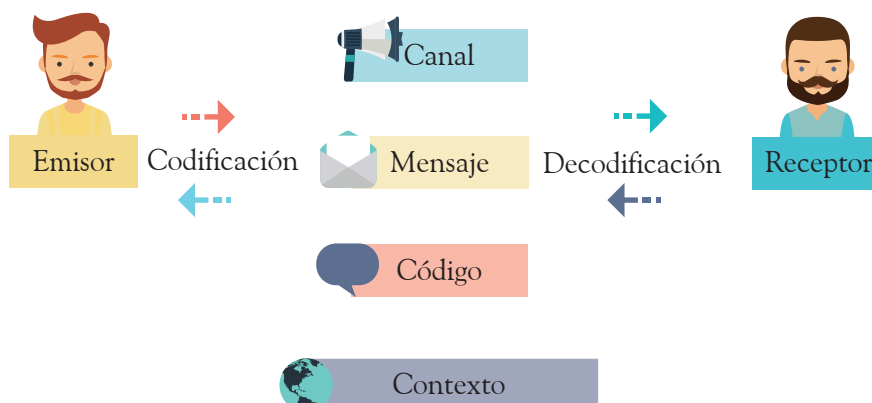 Canal
Emisor
Codificación
Mensaje
Decodificación
Receptor
Código
Contexto